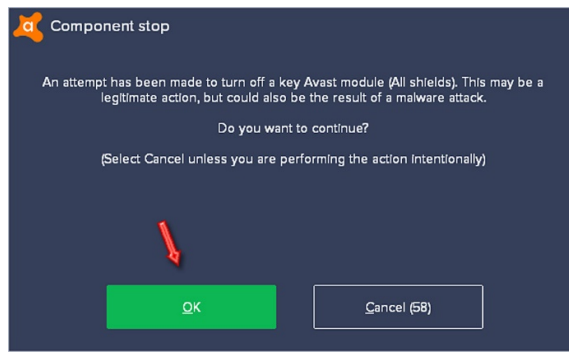 a Component stop
An attempt has been made to turn off a key Avast module (All shields). This may be a
legitimate action, but could also be the result of a malware attack.
Do you want to continue?
(Select Cancel unless you are performing the action intentionally)
OK
Cancel (58)